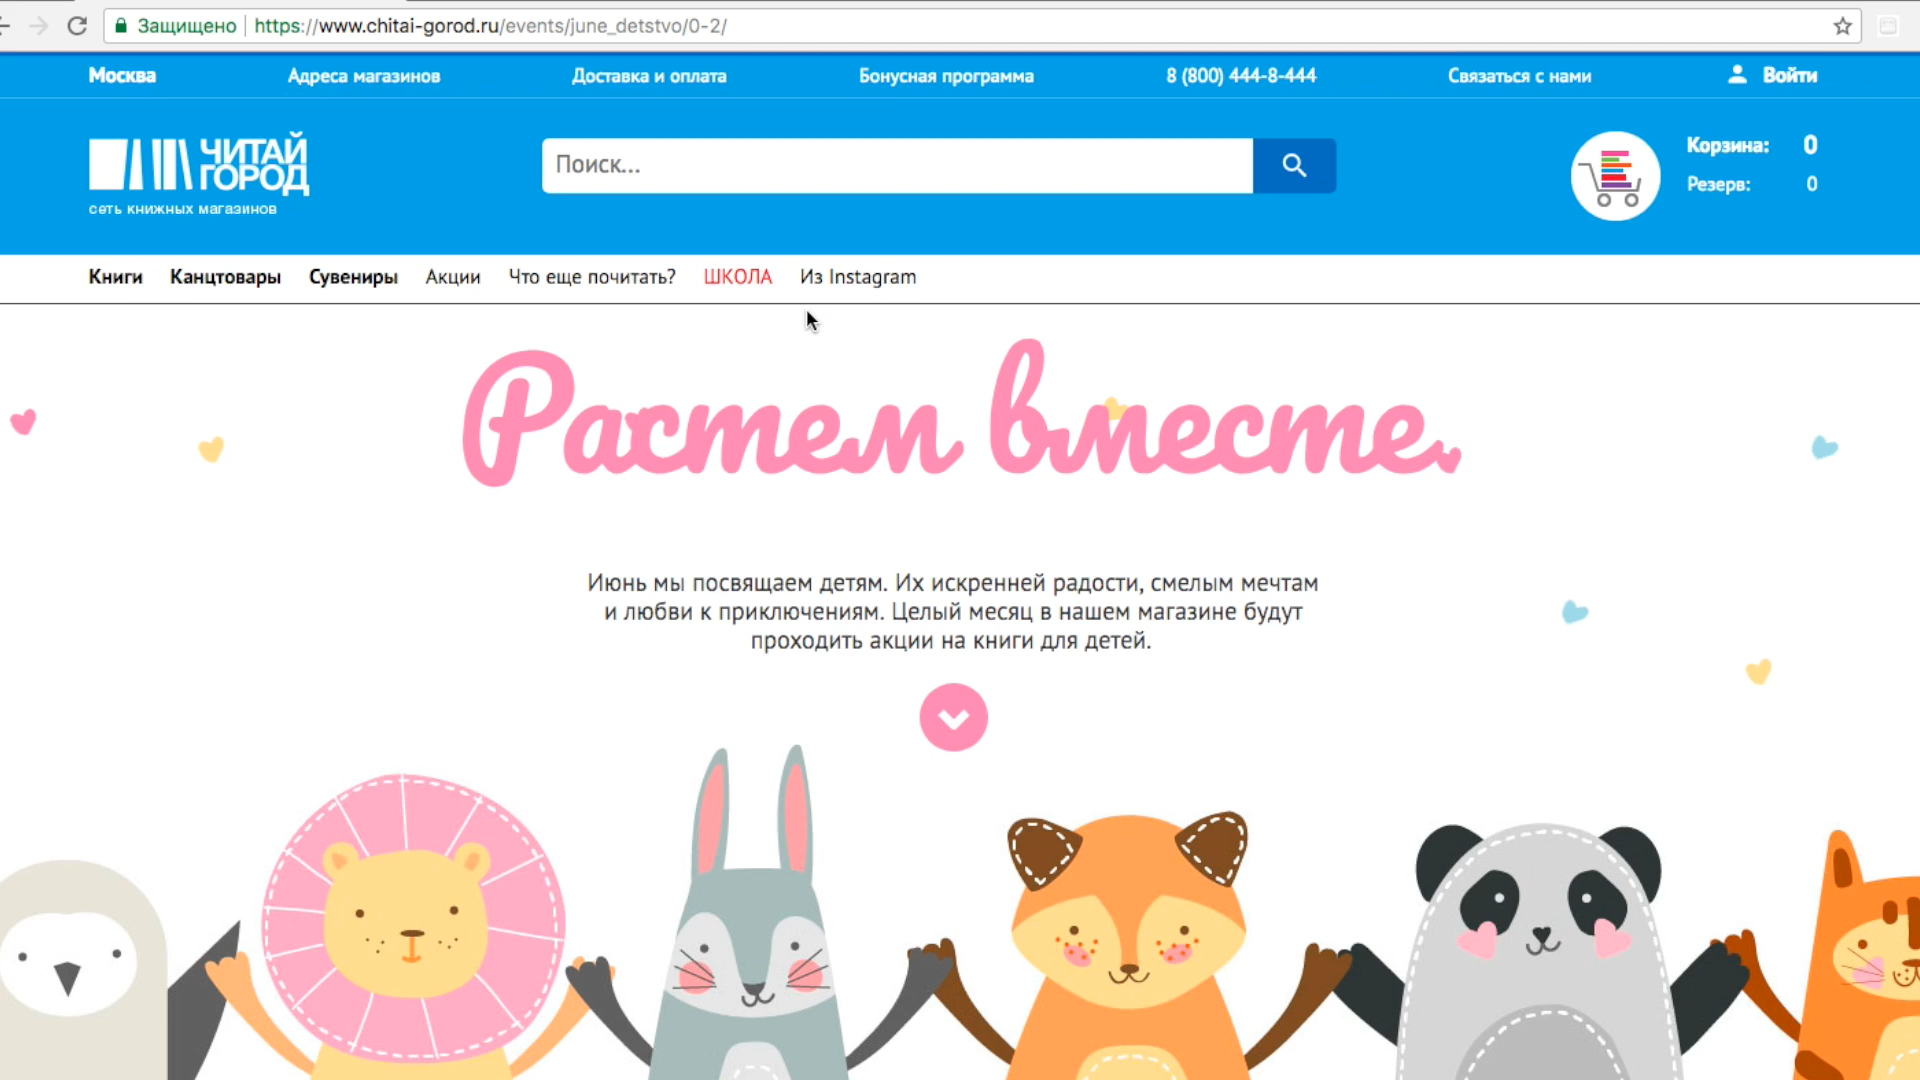 Защищено https://www.chitai-gorod.ru/events/june_detstvo/0-2/
Москва Адреса магазинов Доставка и оплата Бонусная программа 8 (800) 444-8-444 Связаться с нами Войти
ЧИТАЙ
ГОРОД
сеть книжных магазинов
Поиск...
Корзина: 0
Резерв: 0
Книги Канцтовары Сувениры Акции Что еще почитать? ШКОЛА Из Instagram
Растем вместе.
Июнь мы посвящаем детям. Их искренней радости, смелым мечтам
и любви к приключениям. Целый месяц в нашем магазине будут
проходить акции на книги для детей.